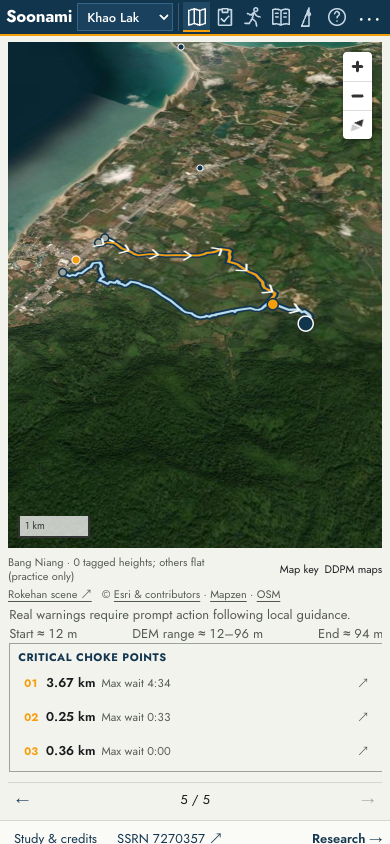 Soonami Khao Lak
1 km
Bang Niang · 0 tagged heights; others flat
(practice only)
Map key DDPM maps
Rokehan scene ↗ © Esri & contributors · Mapzen · OSM
Real warnings require prompt action following local guidance.
Start ≈ 12 m DEM range ≈ 12–96 m End ≈ 94 m
CRITICAL CHOKE POINTS
01 3.67 km Max wait 4:34 ↗
02 0.25 km Max wait 0:33 ↗
03 0.36 km Max wait 0:00 ↗
← 5 / 5 →
Study & credits SSRN 7270357 ↗ Research →